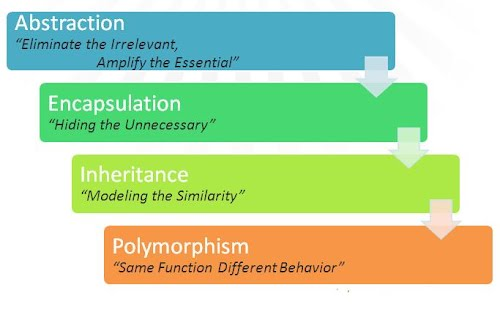 Abstraction
“Eliminate the Irrelevant,
Amplify the Essential”
Encapsulation
“Hiding the Unnecessary”
Inheritance
“Modeling the Similarity”
Polymorphism
“Same Function Different Behavior”